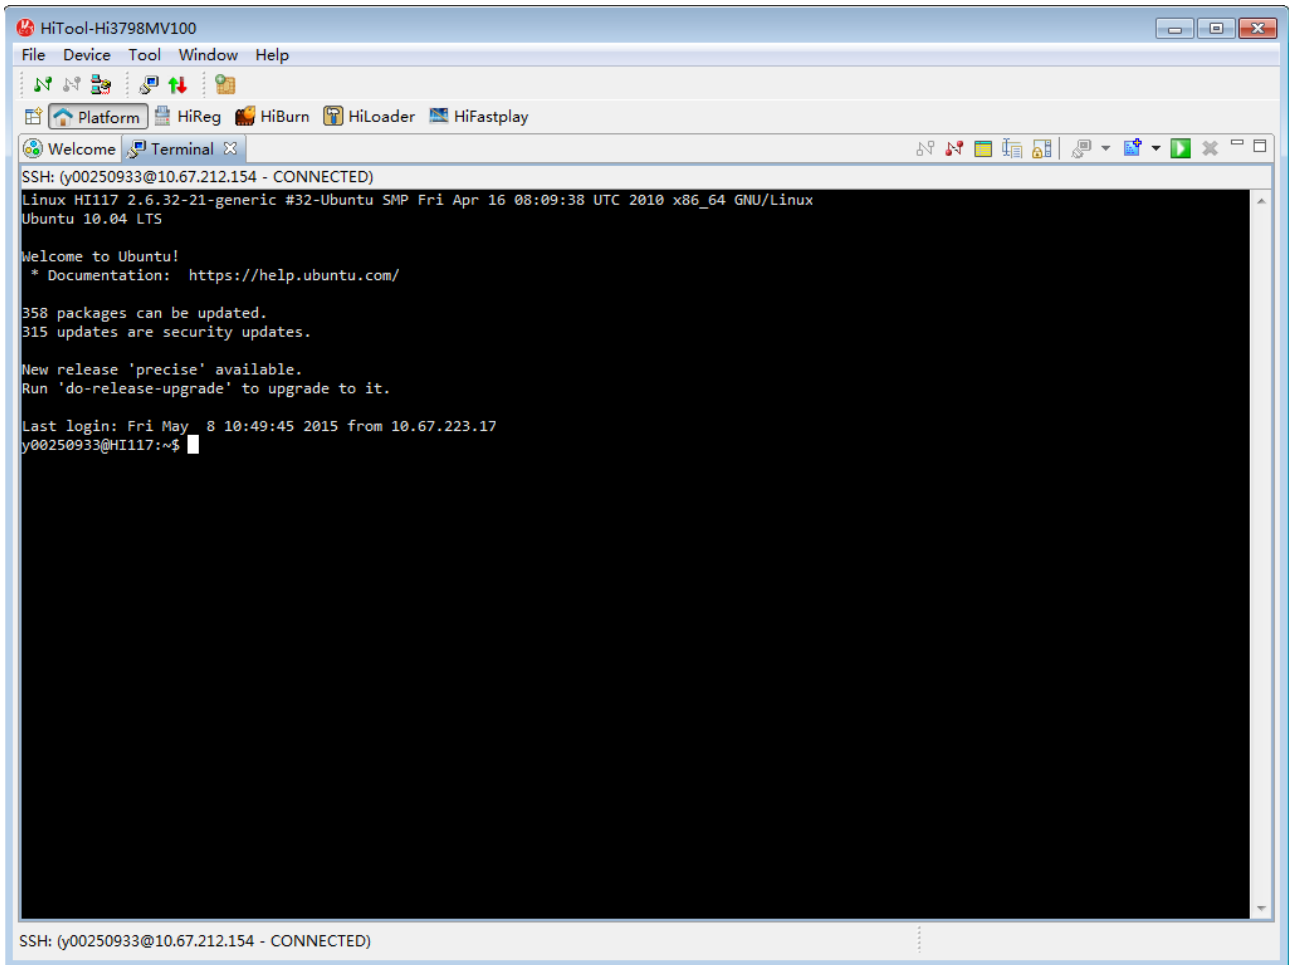 HiTool-Hi3798MV100
File Device Tool Window Help
Platform HiReg HiBurn HiLoader HiFastplay
Welcome Terminal
SSH: (y00250933@10.67.212.154 - CONNECTED)
Linux HI117 2.6.32-21-generic #32-Ubuntu SMP Fri Apr 16 08:09:38 UTC 2010 x86_64 GNU/Linux
Ubuntu 10.04 LTS
Welcome to Ubuntu!
 * Documentation:  https://help.ubuntu.com/
358 packages can be updated.
315 updates are security updates.
New release 'precise' available.
Run 'do-release-upgrade' to upgrade to it.
Last login: Fri May  8 10:49:45 2015 from 10.67.223.17
y00250933@HI117:~$
SSH: (y00250933@10.67.212.154 - CONNECTED)